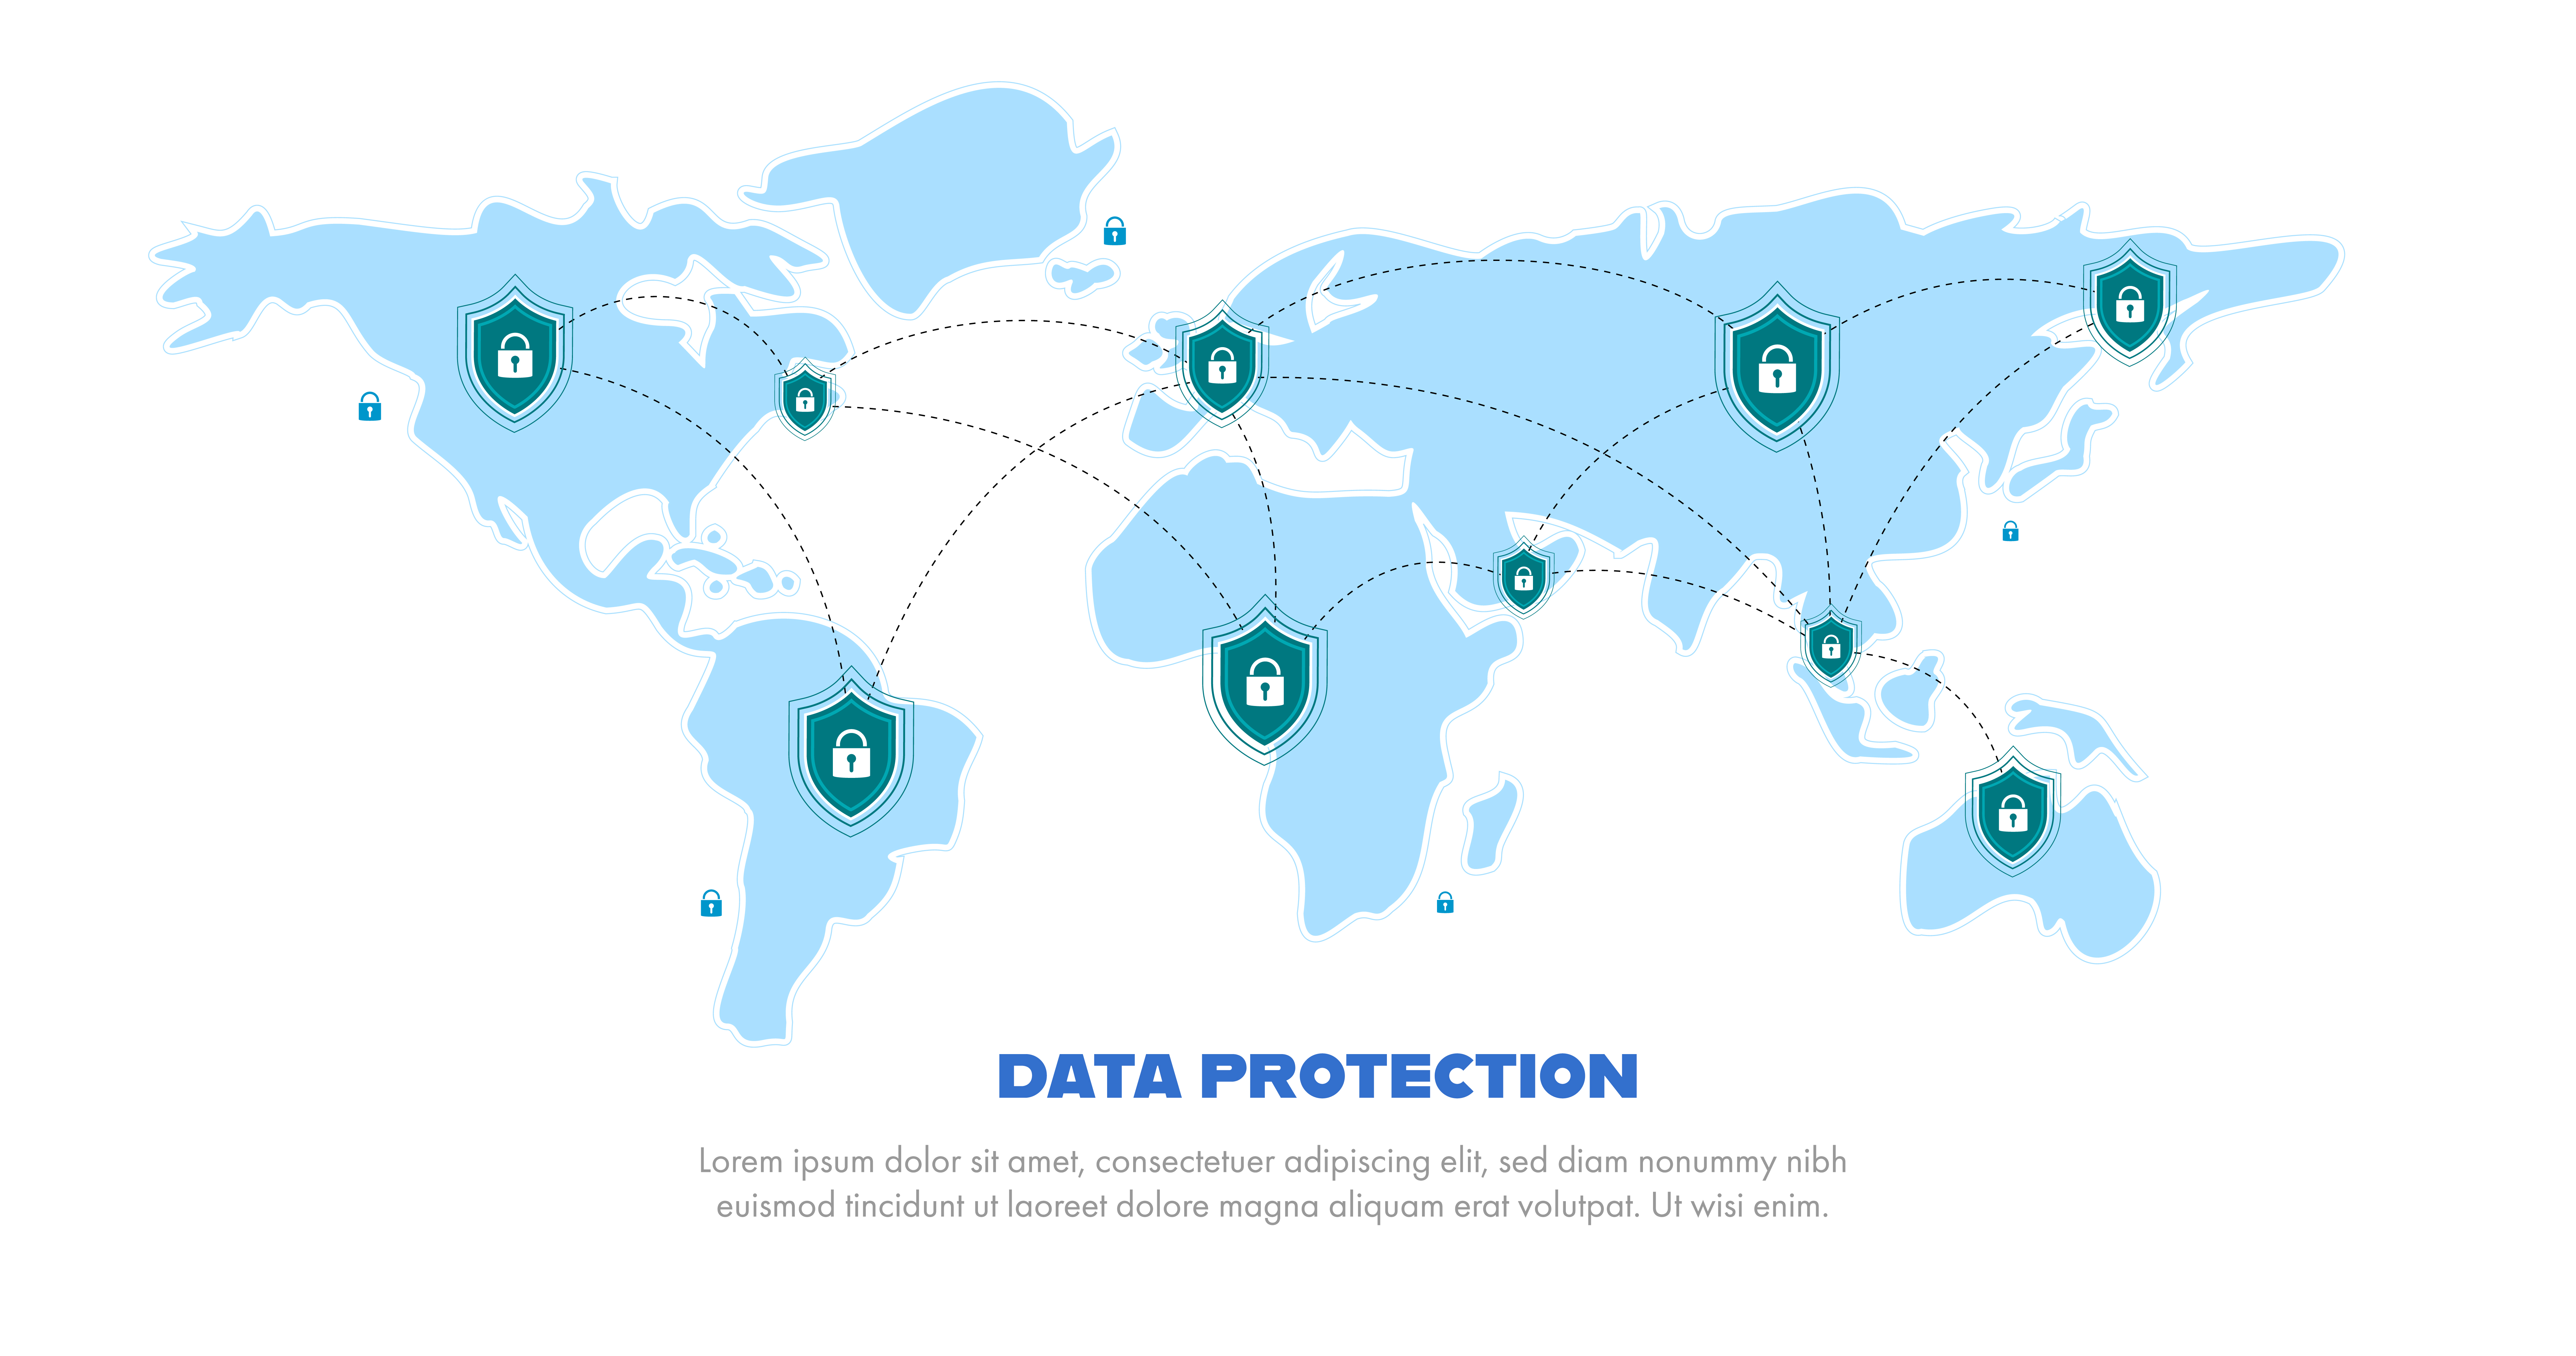 DATA PROTECTION
Lorem ipsum dolor sit amet, consectetuer adipiscing elit, sed diam nonummy nibh
euismod tincidunt ut laoreet dolore magna aliquam erat volutpat. Ut wisi enim.